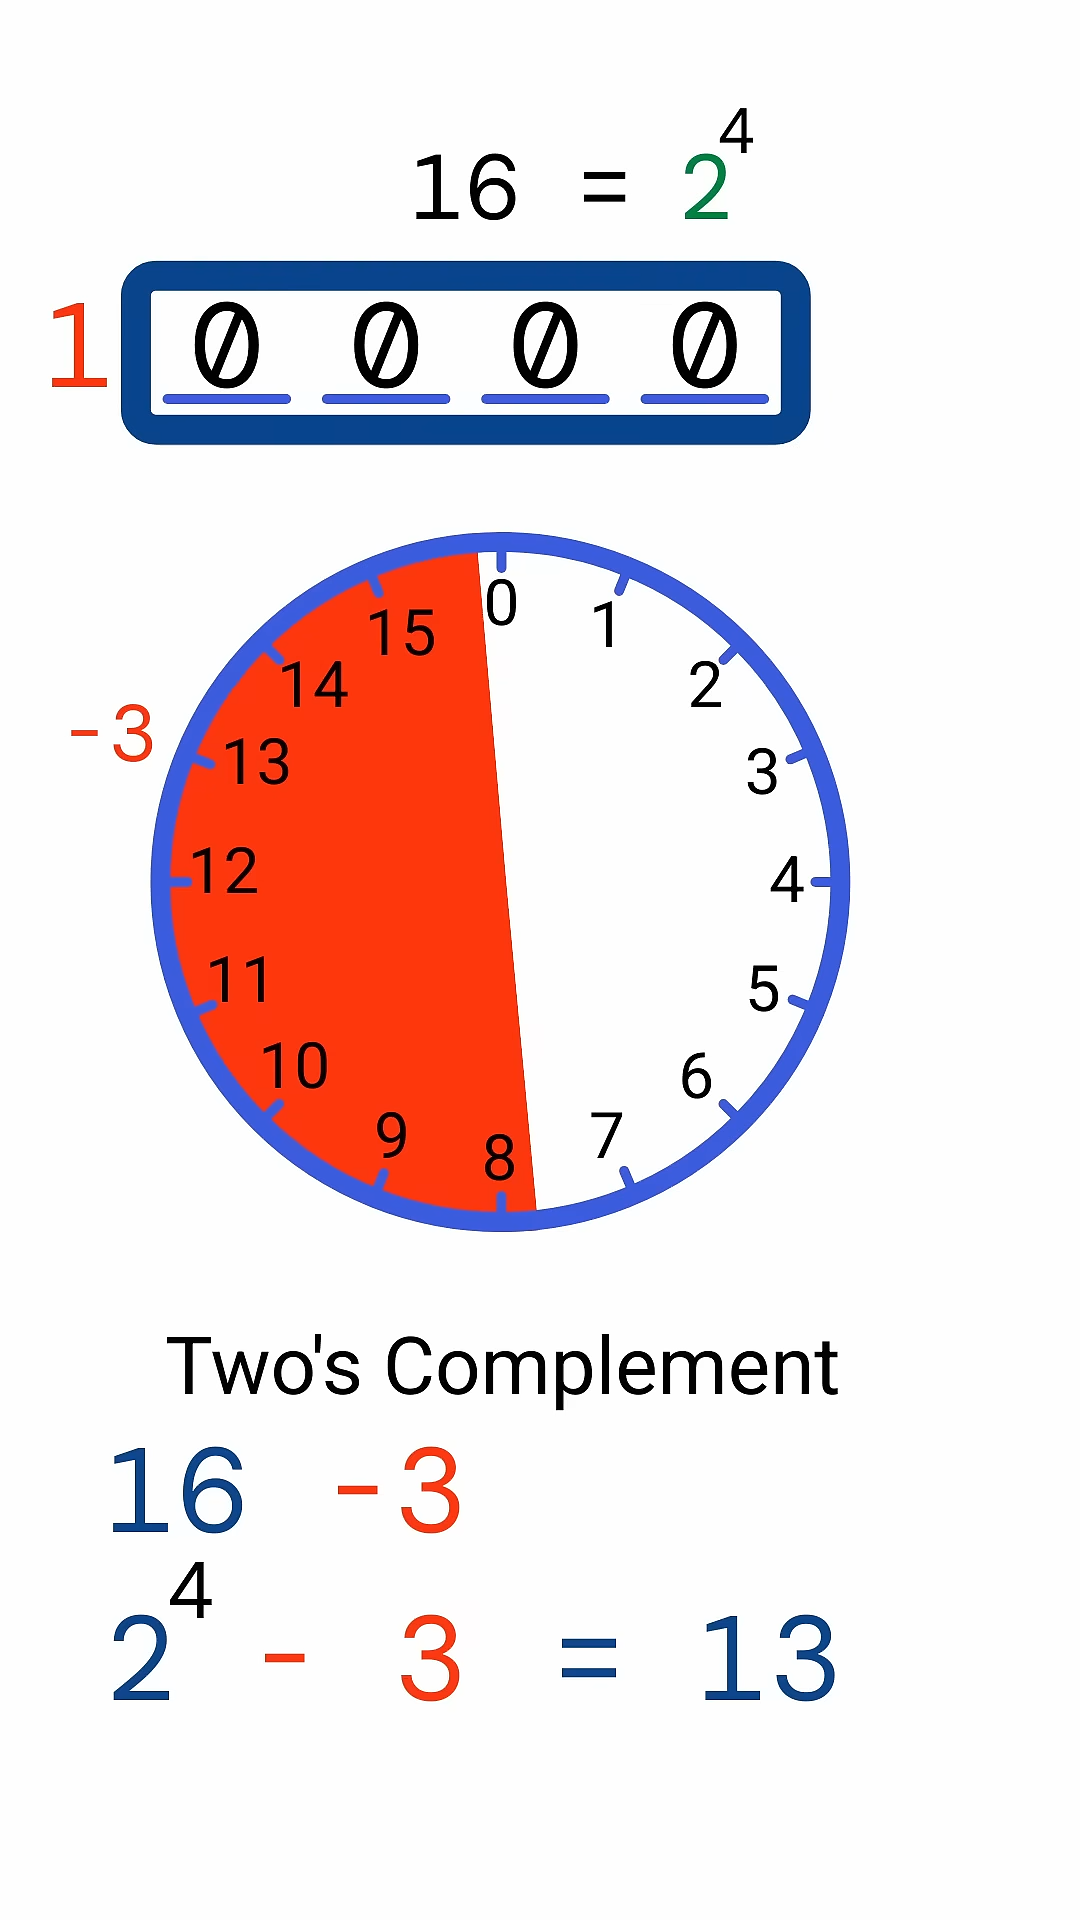 16 = 2⁴
1 0 0 0 0
0
15 1
14 2
-3 13 3
12 4
11 5
10 6
9 7
8
Two's Complement
16 -3
2⁴ - 3 = 13